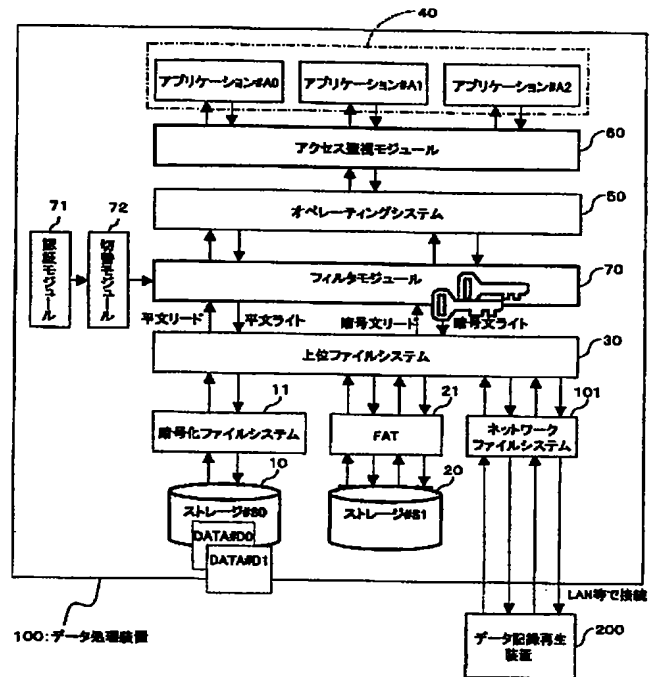 40
アプリケーション#A0
アプリケーション#A1
アプリケーション#A2
アクセス監視モジュール
60
オペレーティングシステム
50
71
72
認証モジュール
切替モジュール
フィルタモジュール
70
平文リード
平文ライト
暗号文リード
暗号文ライト
上位ファイルシステム
30
11
暗号化ファイルシステム
21
FAT
101
ネットワーク
ファイルシステム
10
ストレージ#S0
DATA#D0
DATA#D1
20
ストレージ#S1
LAN等で接続
100:データ処理装置
データ記録再生
装置
200